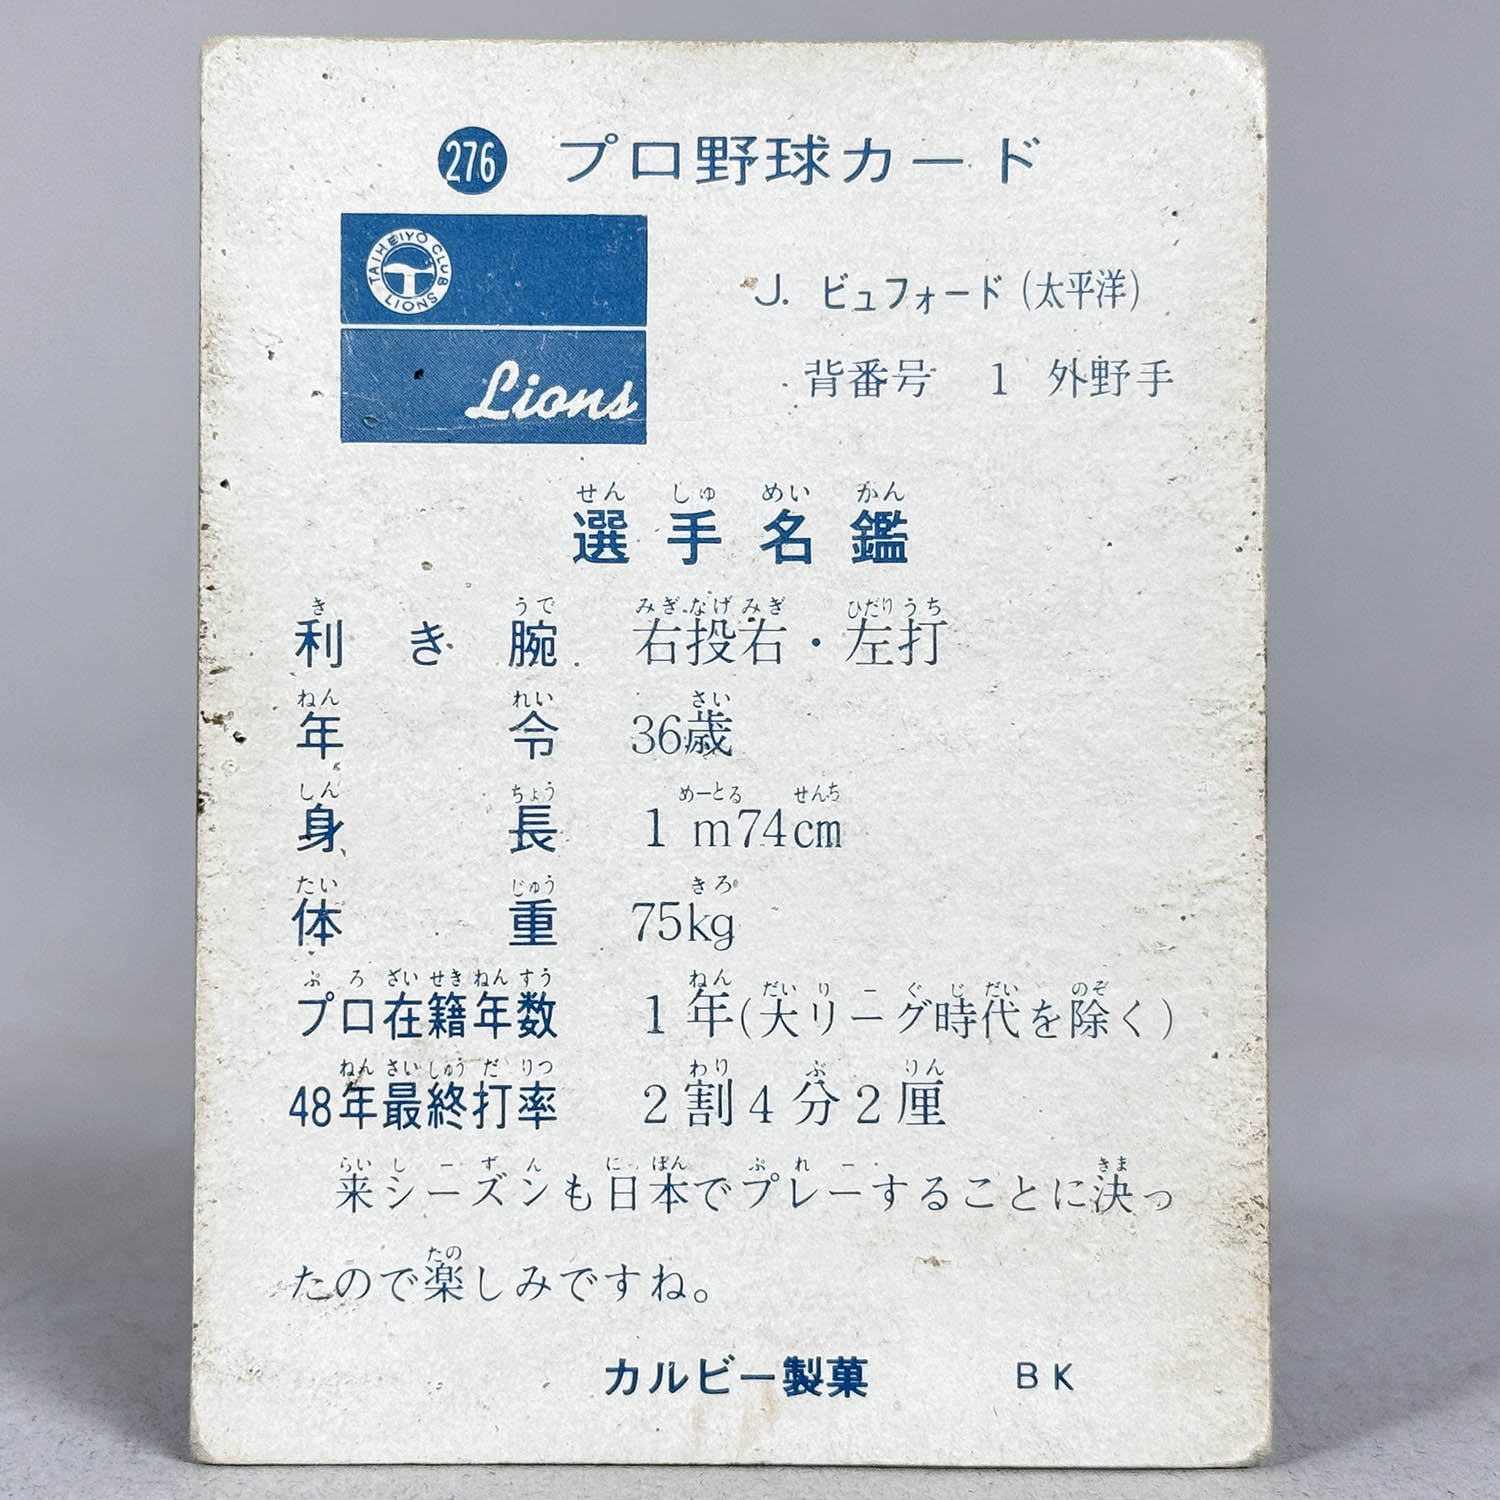 276 プロ野球カード
TAIHEIYO CLUB LIONS
Lions
J. ビュフォード(太平洋)
背番号 1 外野手
せん しゅ めい かん
選手名鑑
き うで みぎ なげ みぎ ひだり うち
利き腕 右投右・左打
ねん れい さい
年令 36歳
しん ちょう めーとる せんち
身長 1m74cm
たい じゅう きろ
体重 75kg
ぷ ろ ざい せき ねん すう ねん だい り ー ぐ じ だい のぞ
プロ在籍年数 1年(大リーグ時代を除く)
ねん さい しゅう だ りつ わり ぶ りん
48年最終打率 2割4分2厘
らい し ー ず ん にっ ぽん ぷ れ ー きま
来シーズンも日本でプレーすることに決っ
たの
たので楽しみですね。
カルビー製菓 BK